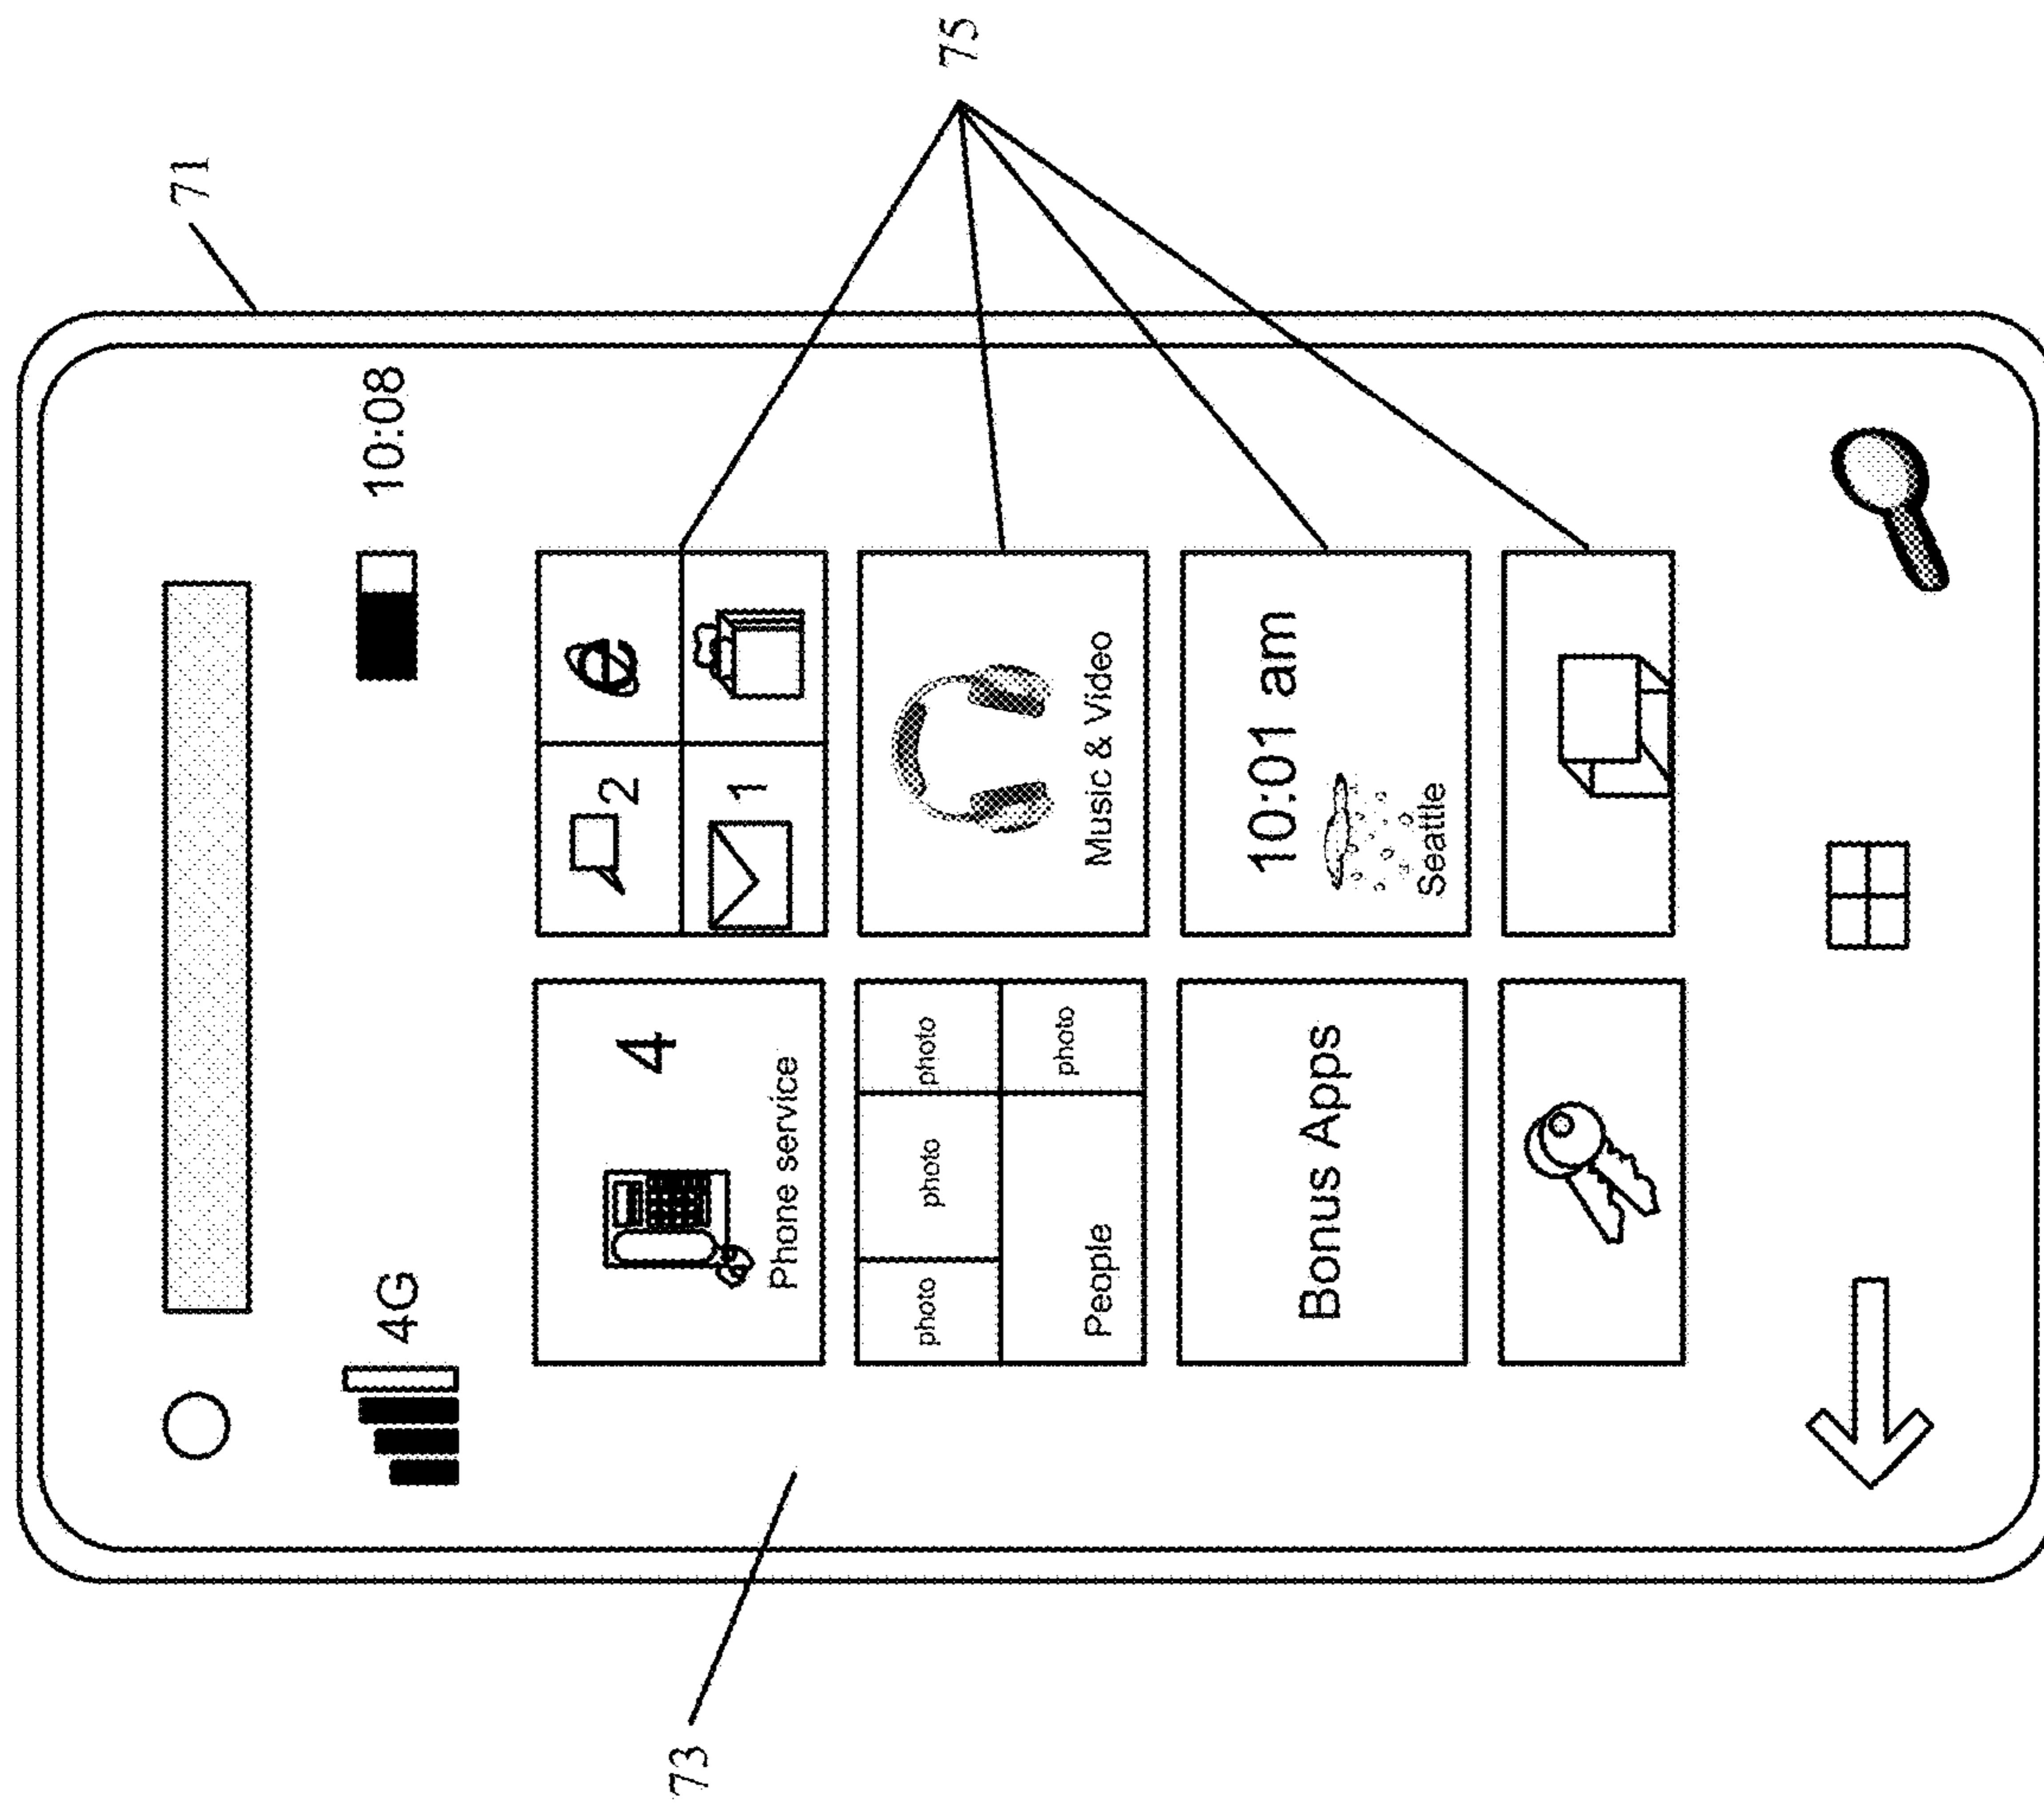 71
4G 10:08
4
Phone service
2
e
1
photo photo photo
People photo
Music & Video
Bonus Apps
10:01 am
Seattle
73
75